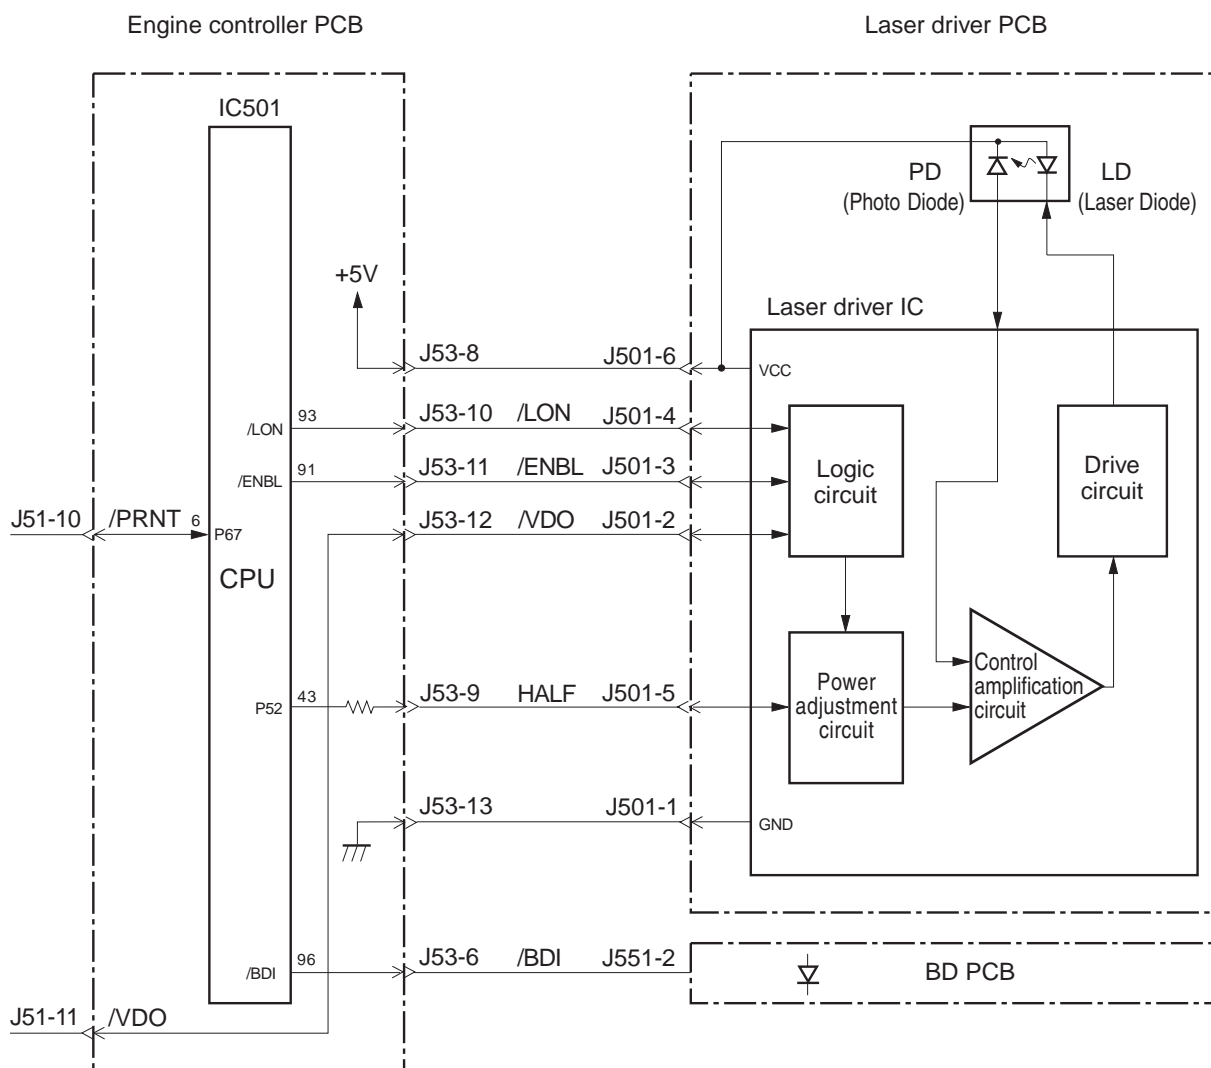 Engine controller PCB
Laser driver PCB
IC501
PD
(Photo Diode)
LD
(Laser Diode)
+5V
Laser driver IC
J53-8
J501-6
VCC
/LON
93
J53-10
/LON
J501-4
/ENBL
91
J53-11
/ENBL
J501-3
Logic
circuit
Drive
circuit
J51-10
/PRNT
6
P67
J53-12
/VDO
J501-2
CPU
P52
43
J53-9
HALF
J501-5
Power
adjustment
circuit
Control
amplification
circuit
J53-13
J501-1
GND
/BDI
96
J53-6
/BDI
J551-2
BD PCB
J51-11
/VDO